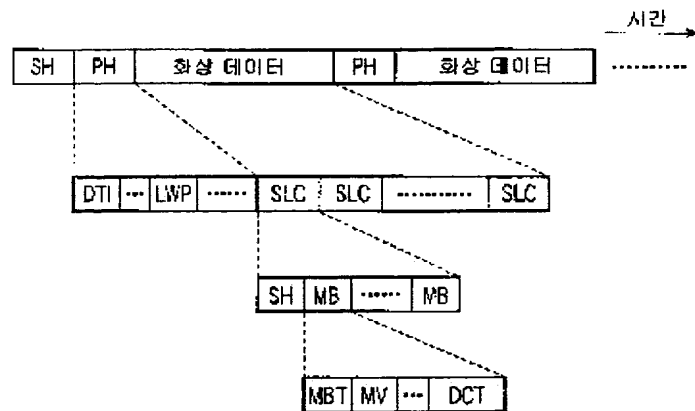 시간
SH PH 화상 데이터 PH 화상 데이터 ............
DTI ... LWP ...... SLC SLC ............ SLC
SH MB ...... MB
MBT MV ... DCT